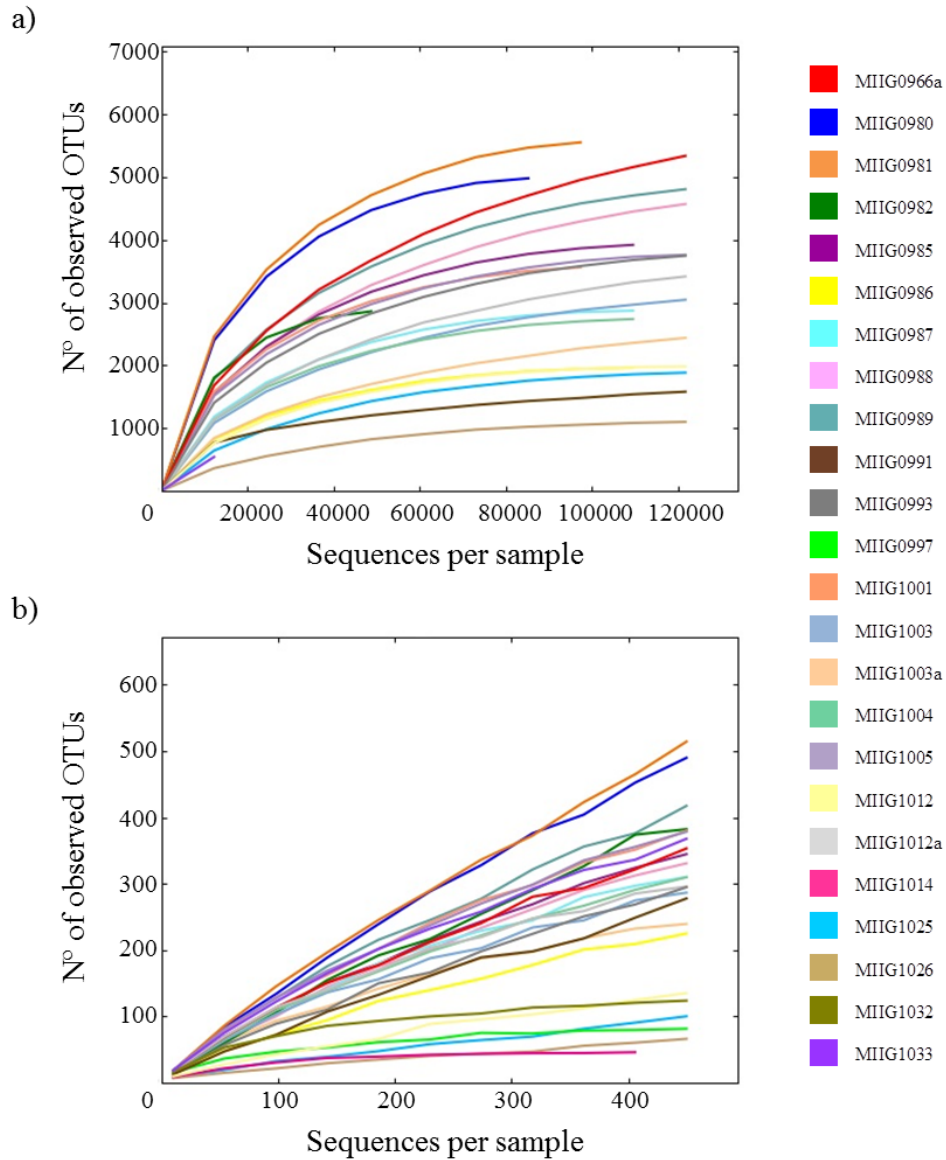 a)
7000
6000
5000
4000
3000
2000
1000
0
20000
40000
60000
80000
100000
120000
Nº of observed OTUs
Sequences per sample
b)
600
500
400
300
200
100
0
100
200
300
400
Nº of observed OTUs
Sequences per sample
MIIG0966a
MIIG0980
MIIG0981
MIIG0982
MIIG0985
MIIG0986
MIIG0987
MIIG0988
MIIG0989
MIIG0991
MIIG0993
MIIG0997
MIIG1001
MIIG1003
MIIG1003a
MIIG1004
MIIG1005
MIIG1012
MIIG1012a
MIIG1014
MIIG1025
MIIG1026
MIIG1032
MIIG1033